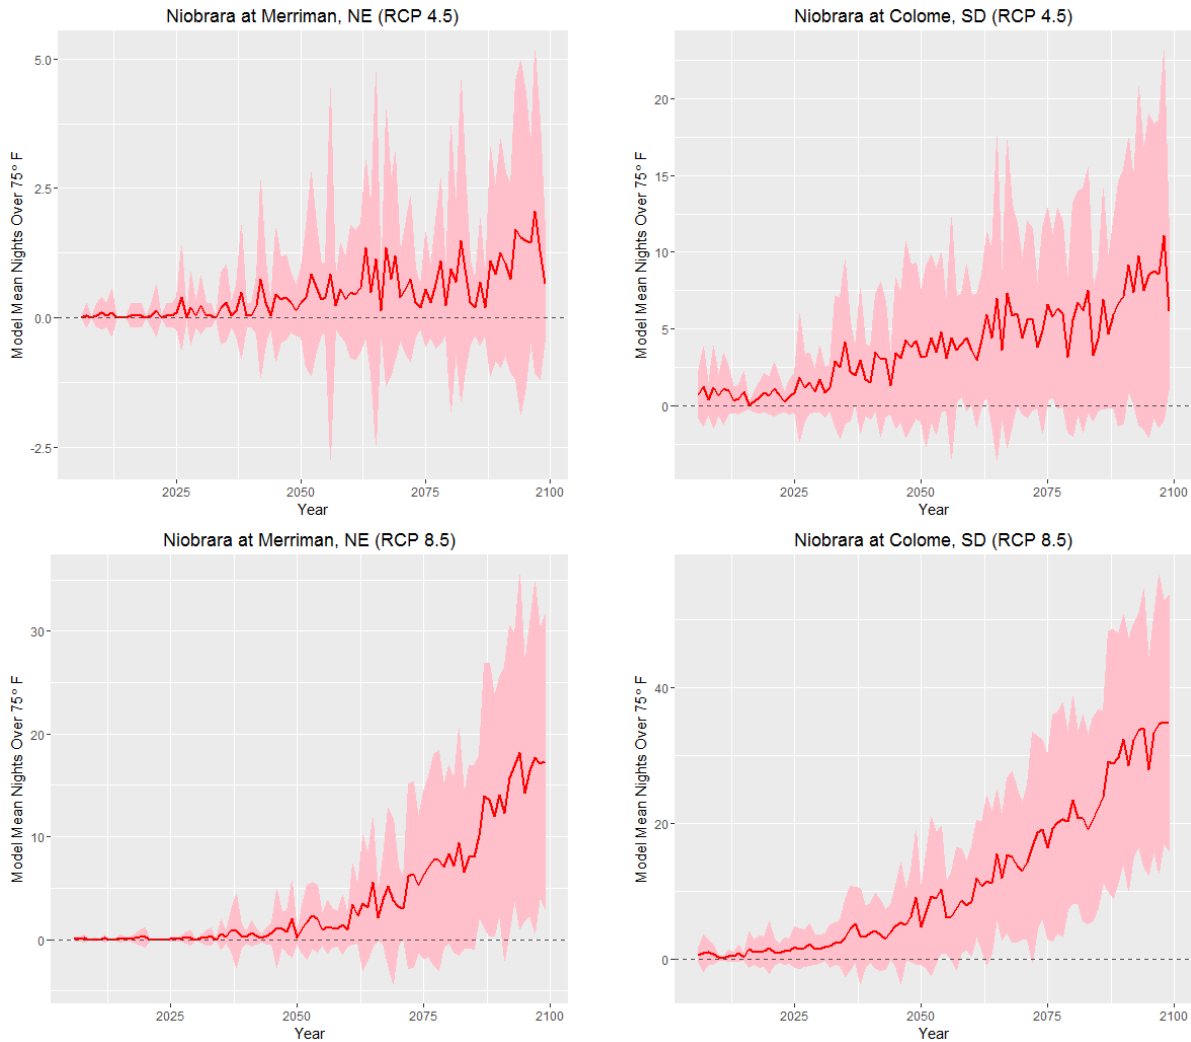 Niobrara at Merriman, NE (RCP 4.5)
Model Mean Nights Over 75° F
5.0
2.5
0.0
-2.5
2025 2050 2075 2100
Year
Niobrara at Colome, SD (RCP 4.5)
Model Mean Nights Over 75° F
20
15
10
5
0
2025 2050 2075 2100
Year
Niobrara at Merriman, NE (RCP 8.5)
Model Mean Nights Over 75° F
30
20
10
0
2025 2050 2075 2100
Year
Niobrara at Colome, SD (RCP 8.5)
Model Mean Nights Over 75° F
40
20
0
2025 2050 2075 2100
Year